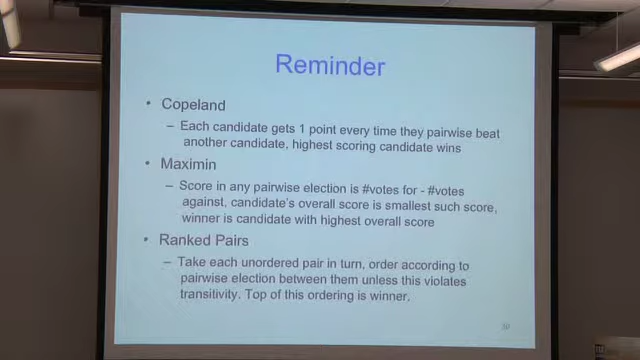 Reminder
• Copeland
– Each candidate gets 1 point every time they pairwise beat
another candidate, highest scoring candidate wins
• Maximin
– Score in any pairwise election is #votes for - #votes
against, candidate's overall score is smallest such score,
winner is candidate with highest overall score
• Ranked Pairs
– Take each unordered pair in turn, order according to
pairwise election between them unless this violates
transitivity. Top of this ordering is winner.